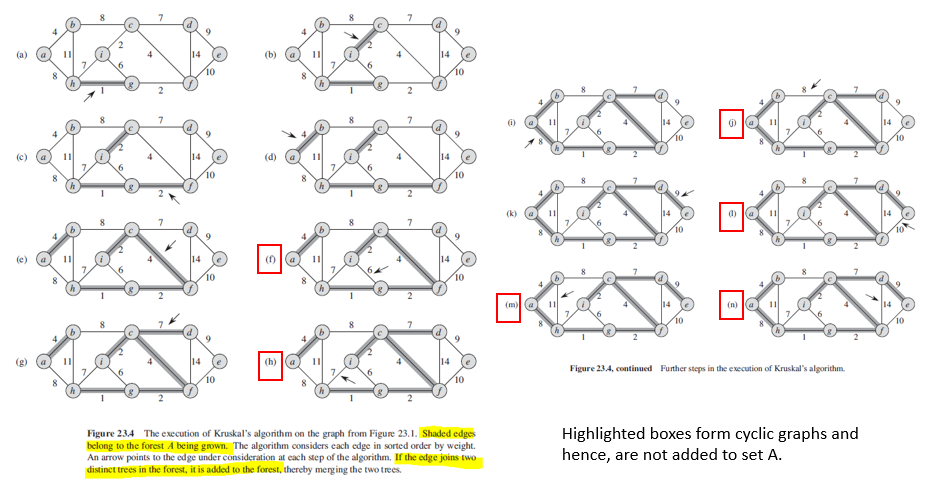 (a) a b c d e f g h i 4 8 11 7 1 2 6 4 2 8 7 14 9 10
(b) a b c d e f g h i 4 8 11 7 2 6 4 1 2 8 7 14 9 10
(c) a b c d e f g h i 4 8 11 7 2 6 4 1 2 8 7 14 9 10
(d) a b c d e f g h i 4 8 11 7 2 6 4 1 2 8 7 14 9 10
(e) a b c d e f g h i 4 8 11 7 2 6 4 1 2 8 7 14 9 10
(f) a b c d e f g h i 4 8 11 7 2 6 4 1 2 8 7 14 9 10
(g) a b c d e f g h i 4 8 11 7 2 6 4 1 2 8 7 14 9 10
(h) a b c d e f g h i 4 8 11 7 2 6 4 1 2 8 7 14 9 10
Figure 23.4 The execution of Kruskal's algorithm on the graph from Figure 23.1. Shaded edges
belong to the forest A being grown. The algorithm considers each edge in sorted order by weight.
An arrow points to the edge under consideration at each step of the algorithm. If the edge joins two
distinct trees in the forest, it is added to the forest, thereby merging the two trees.
(i) a b c d e f g h i 4 8 11 7 2 6 4 1 2 8 7 14 9 10
(j) a b c d e f g h i 4 8 11 7 2 6 4 1 2 8 7 14 9 10
(k) a b c d e f g h i 4 8 11 7 2 6 4 1 2 8 7 14 9 10
(l) a b c d e f g h i 4 8 11 7 2 6 4 1 2 8 7 14 9 10
(m) a b c d e f g h i 4 8 11 7 2 6 4 1 2 8 7 14 9 10
(n) a b c d e f g h i 4 8 11 7 2 6 4 1 2 8 7 14 9 10
Figure 23.4, continued Further steps in the execution of Kruskal's algorithm.
Highlighted boxes form cyclic graphs and
hence, are not added to set A.